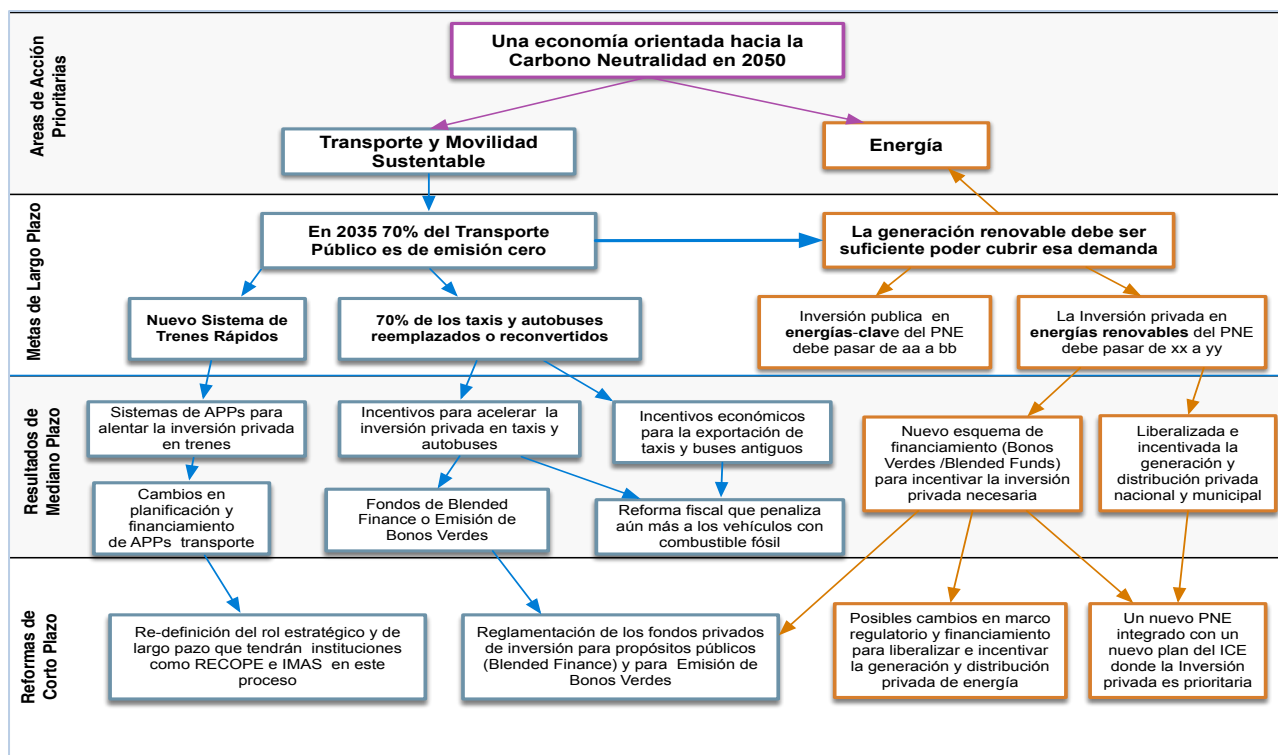 Areas de Acción
Prioritarías
Una economía orientada hacia la
Carbono Neutralidad en 2050
Transporte y Movilidad
Sustentable
Energía
Metas de Largo Plazo
En 2035 70% del Transporte
Público es de emisión cero
La generación renovable debe ser
suficiente poder cubrir esa demanda
Nuevo Sistema de
Trenes Rápidos
70% de los taxis y autobuses
reemplazados o reconvertidos
Inversión publica en
energías-clave del PNE
debe pasar de aa a bb
La Inversión privada en
energías renovables del PNE
debe pasar de xx a yy
Resultados de
Mediano Plazo
Sistemas de APPs para
alentar la inversión privada
en trenes
Incentivos para acelerar la
inversión privada en taxis y
autobuses
Incentivos económicos
para la exportación de
taxis y buses antiguos
Nuevo esquema de
financiamiento (Bonos
Verdes /Blended Funds)
para incentivar la inversión
privada necesaria
Liberalizada e
incentivada la
generación y
distribución privada
nacional y municipal
Cambios en
planificación y
financiamiento
de APPs transporte
Fondos de Blended
Finance o Emisión de
Bonos Verdes
Reforma fiscal que penaliza
aún más a los vehículos con
combustible fósil
Reformas de
Corto Plazo
Re-definición del rol estratégico y de
largo pazo que tendrán instituciones
como RECOPE e IMAS en este
proceso
Reglamentación de los fondos privados
de inversión para propósitos públicos
(Blended Finance) y para Emisión de
Bonos Verdes
Posibles cambios en marco
regulatorio y financiamiento
para liberalizar e incentivar
la generación y distribución
privada de energía
Un nuevo PNE
integrado con un
nuevo plan del ICE
donde la Inversión
privada es prioritaria